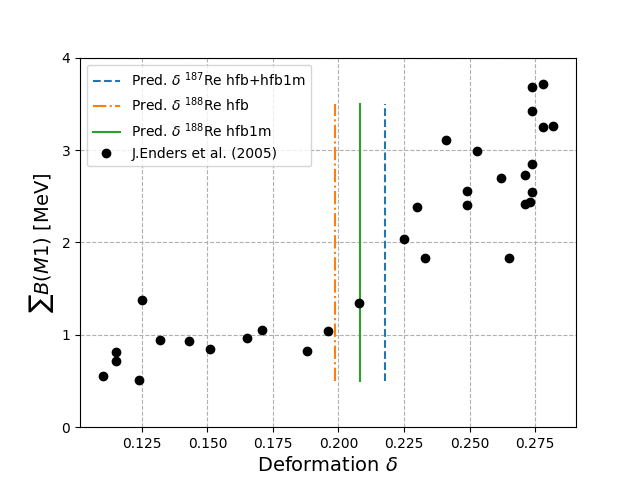 4
3
2
1
0
∑B(M1) [MeV]
Pred. δ ¹⁸⁷Re hfb+hfb1m
Pred. δ ¹⁸⁸Re hfb
Pred. δ ¹⁸⁸Re hfb1m
J.Enders et al. (2005)
0.125 0.150 0.175 0.200 0.225 0.250 0.275
Deformation δ